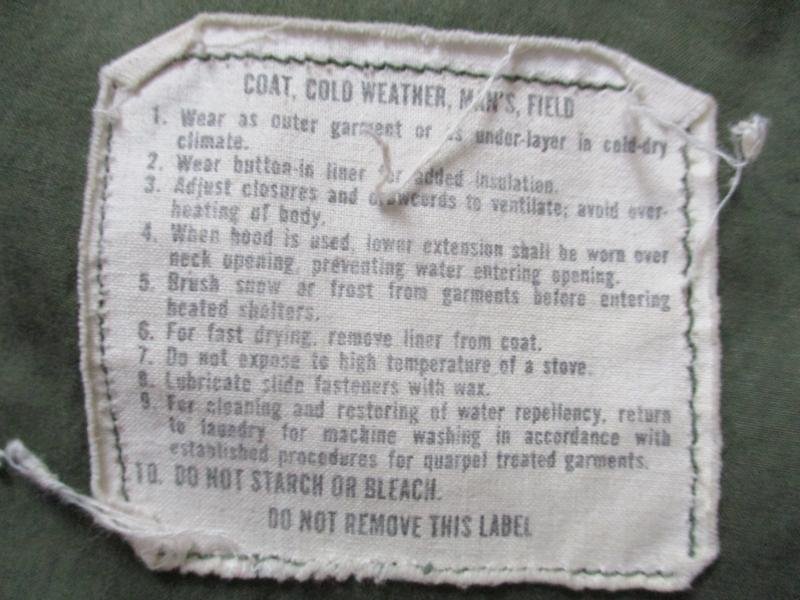 COAT, COLD WEATHER, MAN'S, FIELD
1. Wear as outer garment or as under-layer in cold-dry
climate.
2. Wear button-in liner for added insulation.
3. Adjust closures and drawcords to ventilate; avoid over-
heating of body.
4. When hood is used, lower extension shall be worn over
neck opening, preventing water entering opening.
5. Brush snow or frost from garments before entering
heated shelters.
6. For fast drying, remove liner from coat.
7. Do not expose to high temperature of a stove.
8. Lubricate slide fasteners with wax.
9. For cleaning and restoring of water repellency, return
to laundry for machine washing in accordance with
established procedures for quarpel treated garments.
10. DO NOT STARCH OR BLEACH.
DO NOT REMOVE THIS LABEL